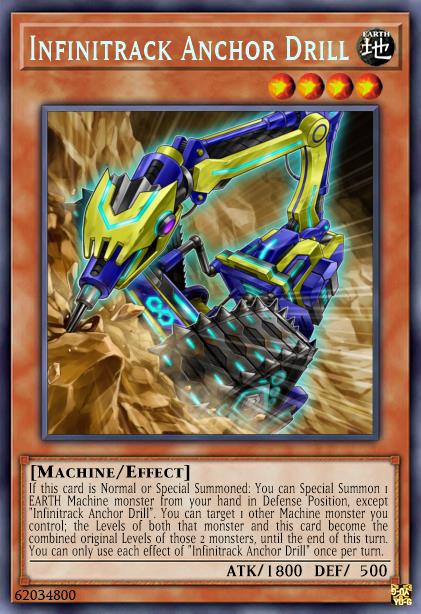 INFINITRACK ANCHOR DRILL
EARTH
地
[MACHINE/EFFECT]
If this card is Normal or Special Summoned: You can Special Summon 1
EARTH Machine monster from your hand in Defense Position, except
"Infinitrack Anchor Drill". You can target 1 other Machine monster you
control; the Levels of both that monster and this card become the
combined original Levels of those 2 monsters, until the end of this turn.
You can only use each effect of "Infinitrack Anchor Drill" once per turn.
ATK/1800 DEF/ 500
62034800